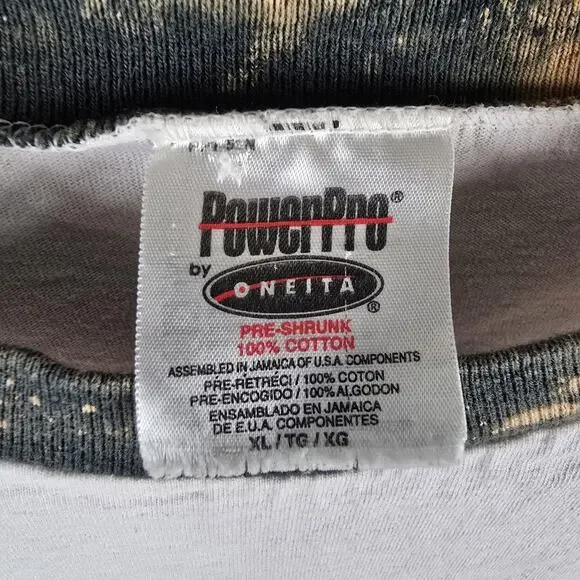 PowerPro®
by ONEITA®
PRE-SHRUNK
100% COTTON
ASSEMBLED IN JAMAICA OF U.S.A. COMPONENTS
PRE-RETRECI / 100% COTON
PRE-ENCOGIDO / 100% ALGODON
ENSAMBLADO EN JAMAICA
DE E.U.A. COMPONENTES
XL / TG / XG